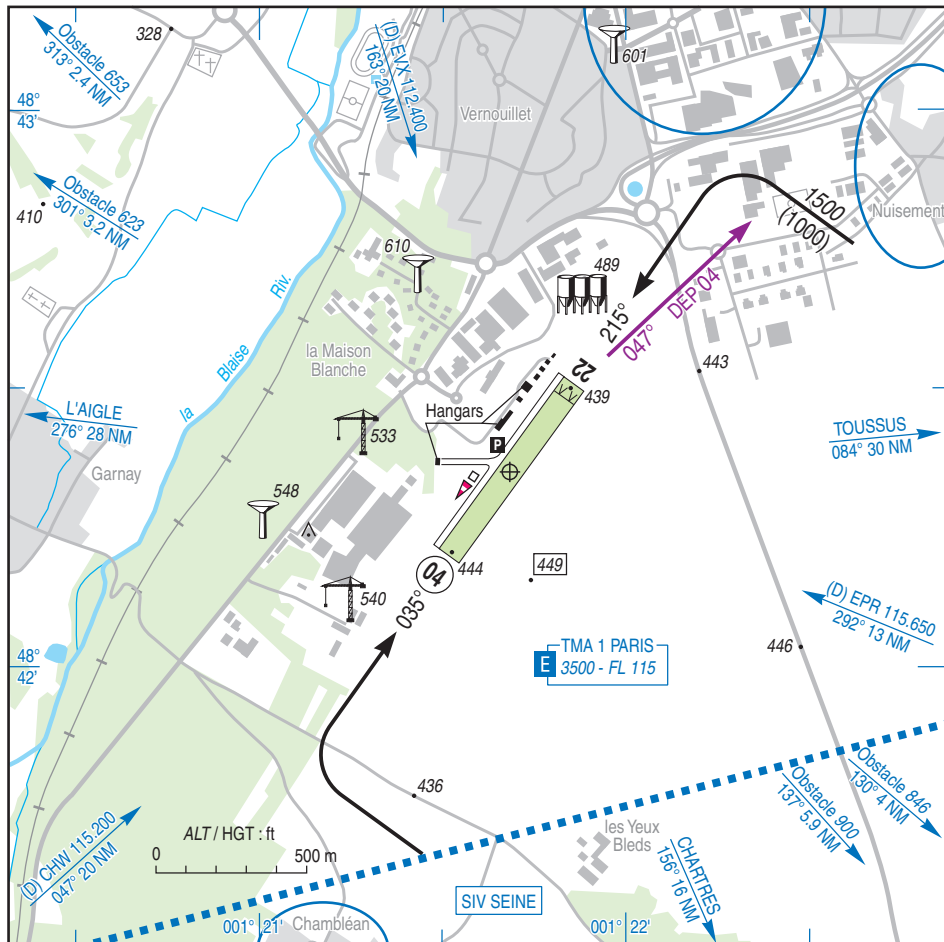 328
Obstacle 653
313° 2.4 NM
(D) EVX 112.400
163° 20 NM
601
48°
43'
Vernouillet
Obstacle 623
301° 3.2 NM
410
1500
(1000)
Nuisement
610
489
la Blaise Riv.
215°
DEP 04
047°
la Maison
Blanche
443
22
439
L'AIGLE
276° 28 NM
Garnay
Hangars
533
P
TOUSSUS
084° 30 NM
548
444
449
04
540
035°
(D) EPR 115.650
292° 13 NM
446
48°
42'
E
TMA 1 PARIS
3500 - FL 115
436
Obstacle 846
130° 4 NM
Obstacle 900
137° 5.9 NM
les Yeux
Bleds
ALT / HGT : ft
0 500 m
(D) CHW 115.200
047° 20 NM
CHARTRES
156° 16 NM
SIV SEINE
001° 21'
Chambléan
001° 22'